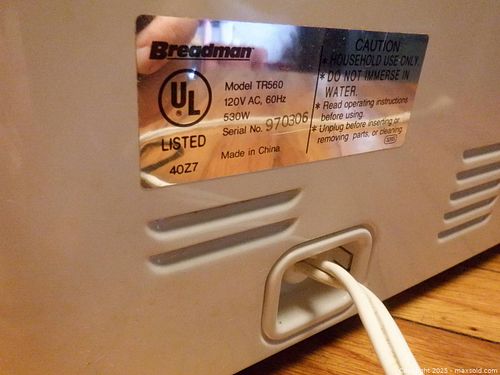 Breadman
UL
®
LISTED
40Z7
Model TR560
120V AC, 60Hz
530W
Serial No. 970306
Made in China
CAUTION
* HOUSEHOLD USE ONLY.
* DO NOT IMMERSE IN
WATER.
* Read operating instructions
before using.
* Unplug before inserting or
removing parts, or cleaning
Copyright 2025 - maxsold.com